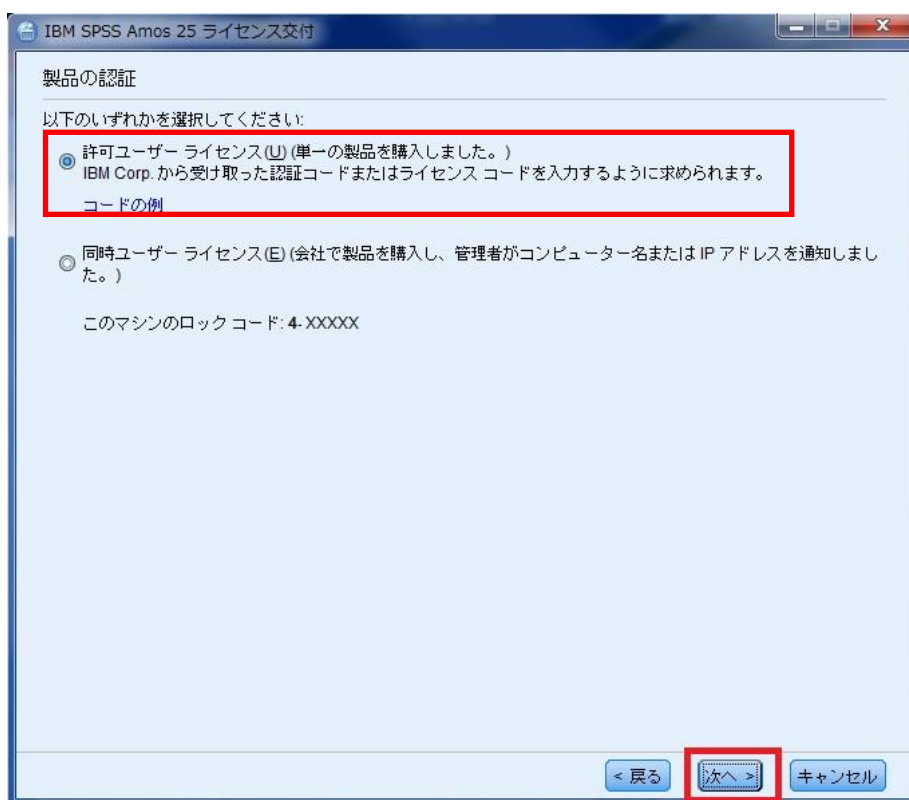 IBM SPSS Amos 25 ライセンス交付
製品の認証
以下のいずれかを選択してください:
許可ユーザー ライセンス(U) (単一の製品を購入しました。)
IBM Corp. から受け取った認証コードまたはライセンス コードを入力するように求められます。
コードの例
同時ユーザー ライセンス(E) (会社で製品を購入し、管理者がコンピューター名または IP アドレスを通知しまし
た。)
このマシンのロック コード: 4-XXXXX
< 戻る 次へ > キャンセル